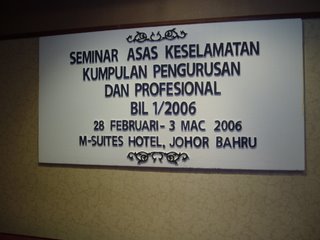 SEMINAR ASAS KESELAMATAN
KUMPULAN PENGURUSAN
DAN PROFESIONAL
BIL 1/2006
28 FEBRUARI- 3 MAC 2006
M-SUITES HOTEL, JOHOR BAHRU